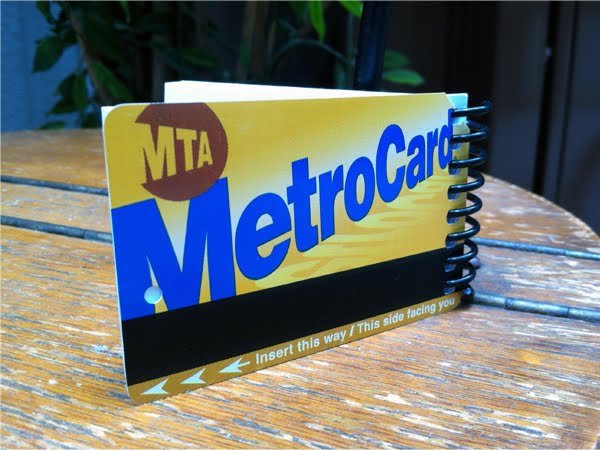 MTA
MetroCard
Insert this way / This side facing you